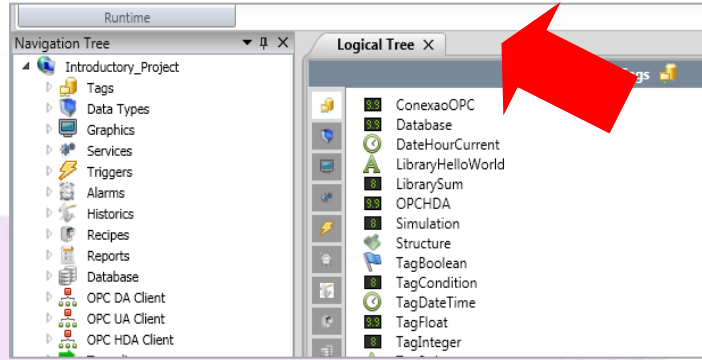 Runtime
Navigation Tree
Introductory_Project
Tags
Data Types
Graphics
Services
Triggers
Alarms
Historics
Recipes
Reports
Database
OPC DA Client
OPC UA Client
OPC HDA Client
Logical Tree
Tags
ConexaoOPC
Database
DateHourCurrent
LibraryHelloWorld
LibrarySum
OPCHDA
Simulation
Structure
TagBoolean
TagCondition
TagDateTime
TagFloat
TagInteger